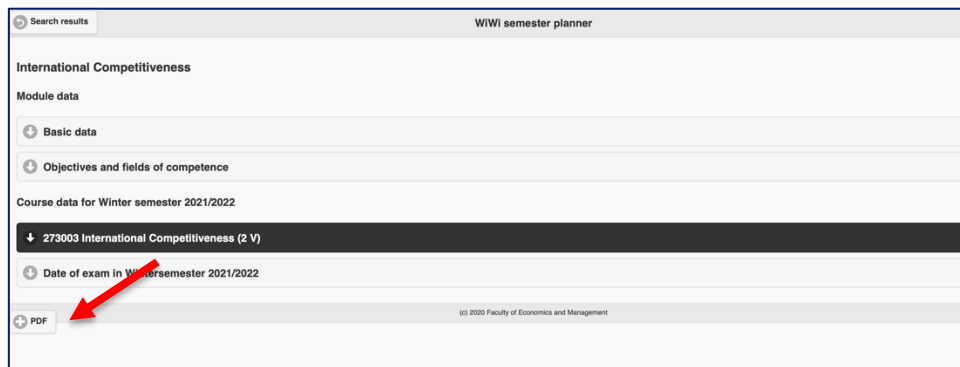 Search results
WiWi semester planner
International Competitiveness
Module data
Basic data
Objectives and fields of competence
Course data for Winter semester 2021/2022
273003 International Competitiveness (2 V)
Date of exam in Wintersemester 2021/2022
(c) 2020 Faculty of Economics and Management
PDF